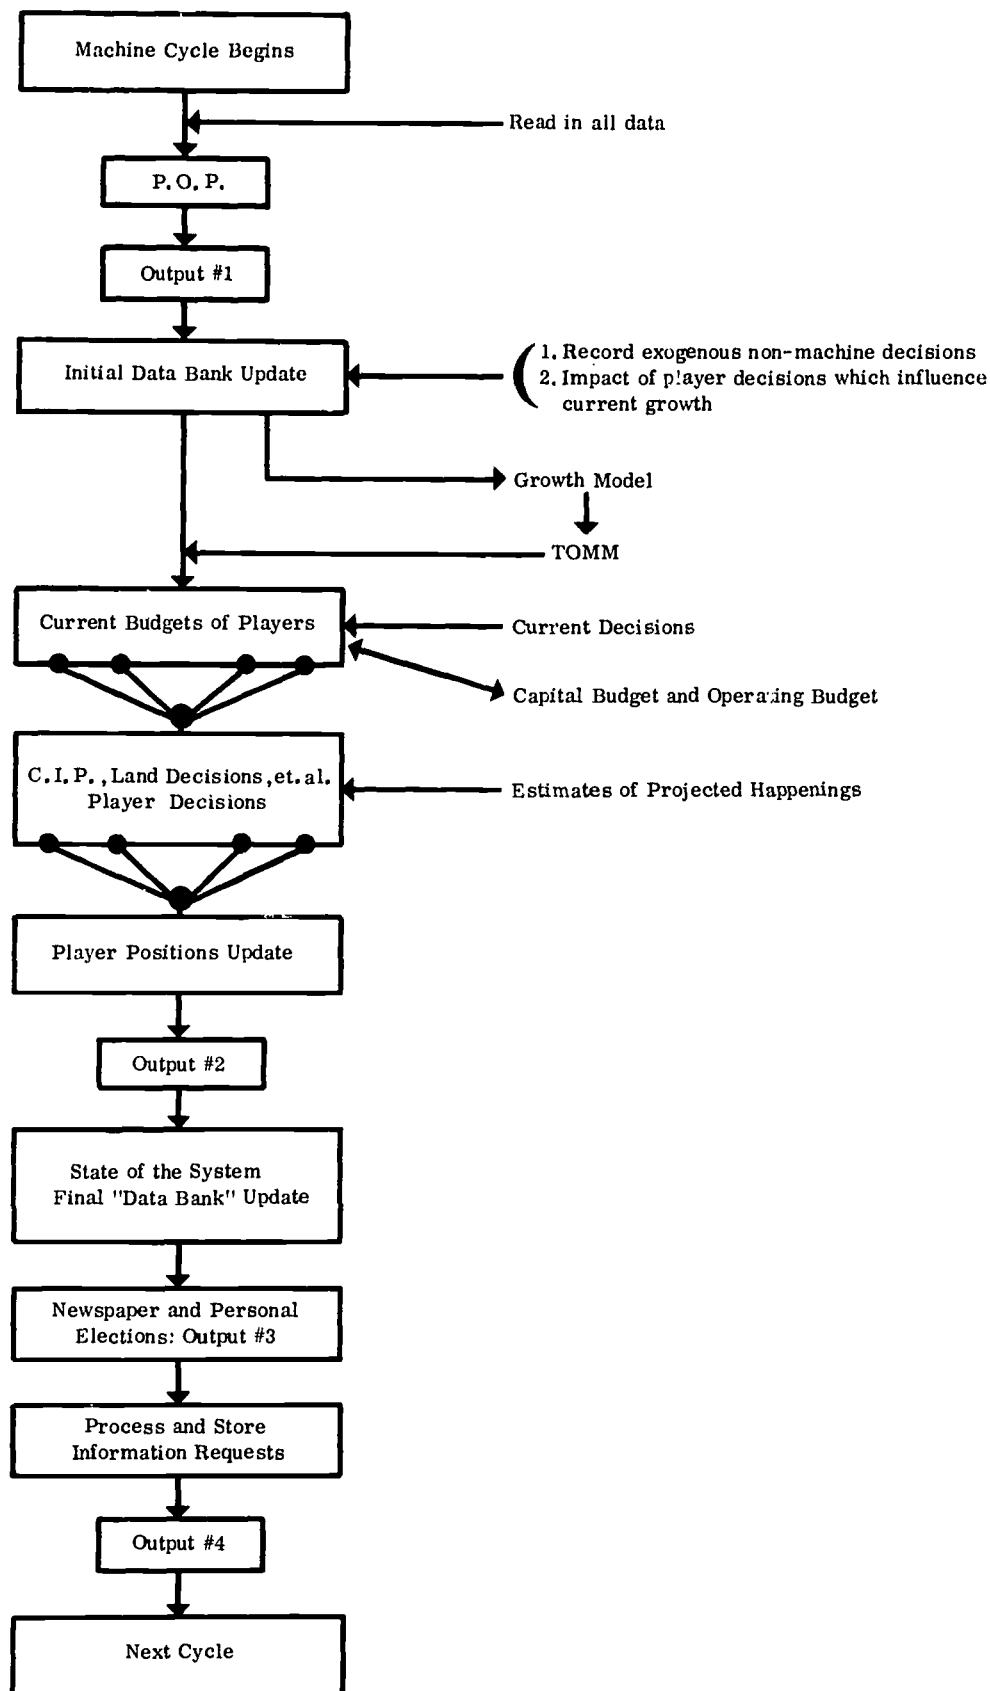 Machine Cycle Begins
Read in all data
P.O.P.
Output #1
Initial Data Bank Update
1. Record exogenous non-machine decisions
2. Impact of player decisions which influence
current growth
Growth Model
TOMM
Current Budgets of Players
Current Decisions
Capital Budget and Operating Budget
C.I.P., Land Decisions, et. al.
Player Decisions
Estimates of Projected Happenings
Player Positions Update
Output #2
State of the System
Final "Data Bank" Update
Newspaper and Personal
Elections: Output #3
Process and Store
Information Requests
Output #4
Next Cycle